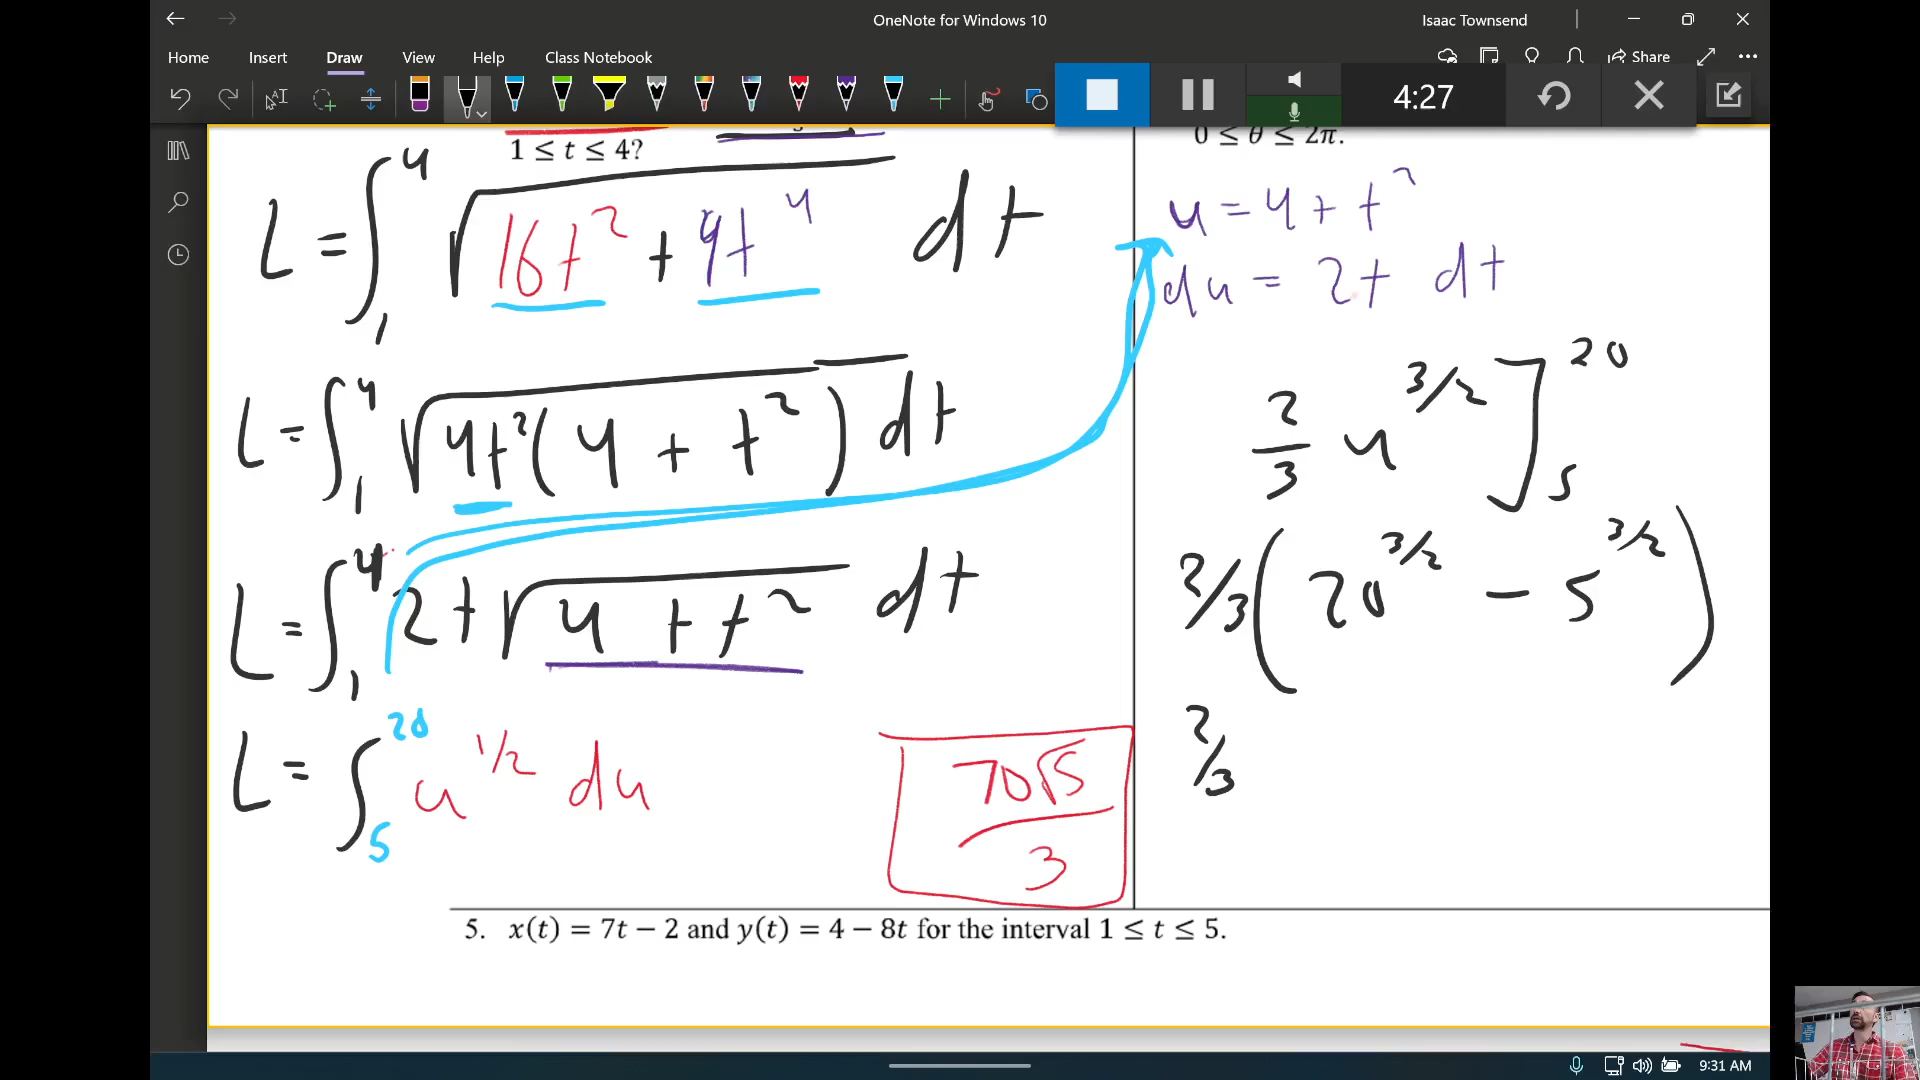 OneNote for Windows 10
Isaac Townsend
Home Insert Draw View Help Class Notebook
Share
4:27
1 ≤ t ≤ 4?
0 ≤ θ ≤ 2π.
L = ∫₁⁴ √(16t² + 4t⁴) dt
u = 4 + t²
du = 2t dt
L = ∫₁⁴ √(4t²(4 + t²)) dt
2/3 u^(3/2) ]₅²⁰
L = ∫₁⁴ 2t √(4 + t²) dt
2/3 (20^(3/2) − 5^(3/2))
L = ∫₅²⁰ u^(1/2) du
70√5 / 3
2/3
5. x(t) = 7t − 2 and y(t) = 4 − 8t for the interval 1 ≤ t ≤ 5.
9:31 AM